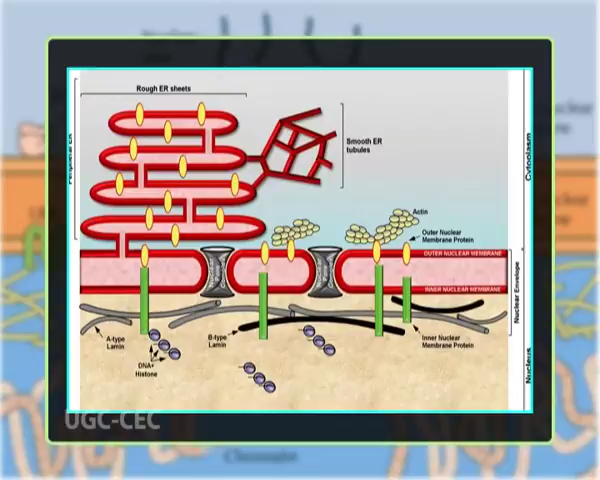 Rough ER sheets
Smooth ER
tubules
Peripheral ER
Cytoplasm
Actin
Outer Nuclear
Membrane Protein
OUTER NUCLEAR MEMBRANE
INNER NUCLEAR MEMBRANE
Nuclear Envelope
A-type
Lamin
B-type
Lamin
Inner Nuclear
Membrane Protein
DNA+
Histone
Nucleus
UGC-CEC
Chromatin